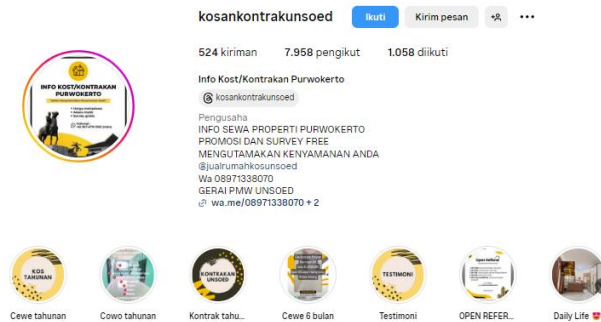 kosankontrakunsoed
Ikuti
Kirim pesan
524 kiriman
7.958 pengikut
1.058 diikuti
Info Kost/Kontrakan Purwokerto
kosankontrakunsoed
Pengusaha
INFO SEWA PROPERTI PURWOKERTO
PROMOSI DAN SURVEY FREE
MENGUTAMAKAN KENYAMANAN ANDA
@jualrumahkosunsoed
Wa 08971338070
GERAI PMW UNSOED
wa.me/08971338070 + 2
INFO KOST/KONTRAKAN
PURWOKERTO
KOS
TAHUNAN
KONTRAKAN
UNSOED
TESTIMONI
Open Referral
Cewe tahunan
Cowo tahunan
Kontrak tahu...
Cewe 6 bulan
Testimoni
OPEN REFER...
Daily Life 😍